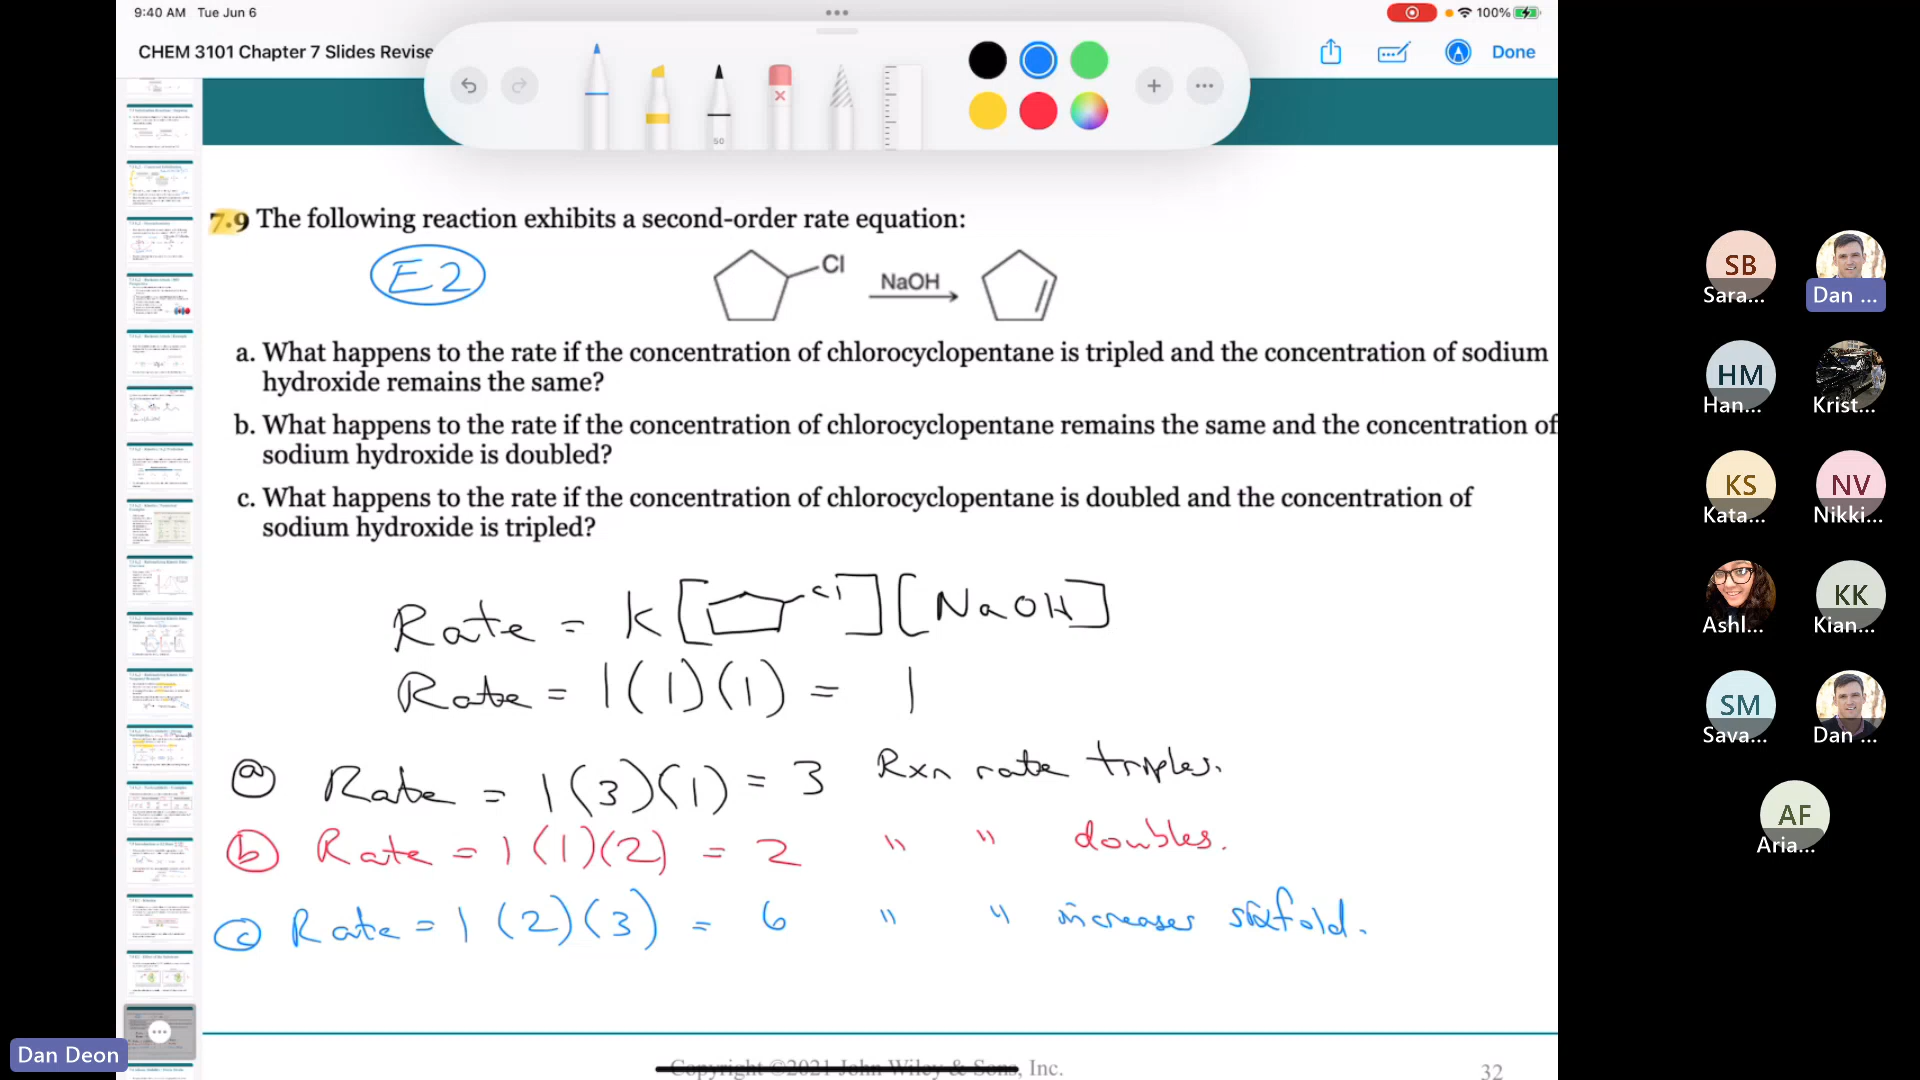 9:40 AM Tue Jun 6
100%
CHEM 3101 Chapter 7 Slides Revise
50
Done
7.9 The following reaction exhibits a second-order rate equation:
E2
Cl
NaOH
a. What happens to the rate if the concentration of chlorocyclopentane is tripled and the concentration of sodium
hydroxide remains the same?
b. What happens to the rate if the concentration of chlorocyclopentane remains the same and the concentration of
sodium hydroxide is doubled?
c. What happens to the rate if the concentration of chlorocyclopentane is doubled and the concentration of
sodium hydroxide is tripled?
Rate = k [ Cl ] [NaOH]
Rate = 1 (1) (1) = 1
a Rate = 1 (3) (1) = 3 Rxn rate triples.
b Rate = 1 (1) (2) = 2 " " doubles.
c Rate = 1 (2) (3) = 6 " " increases sixfold.
Copyright ©2021 John Wiley & Sons, Inc.
32
Dan Deon
SB
Sara...
Dan ...
HM
Han...
Krist...
KS
Kata...
NV
Nikki...
Ashl...
KK
Kian...
SM
Sava...
Dan ...
AF
Aria...